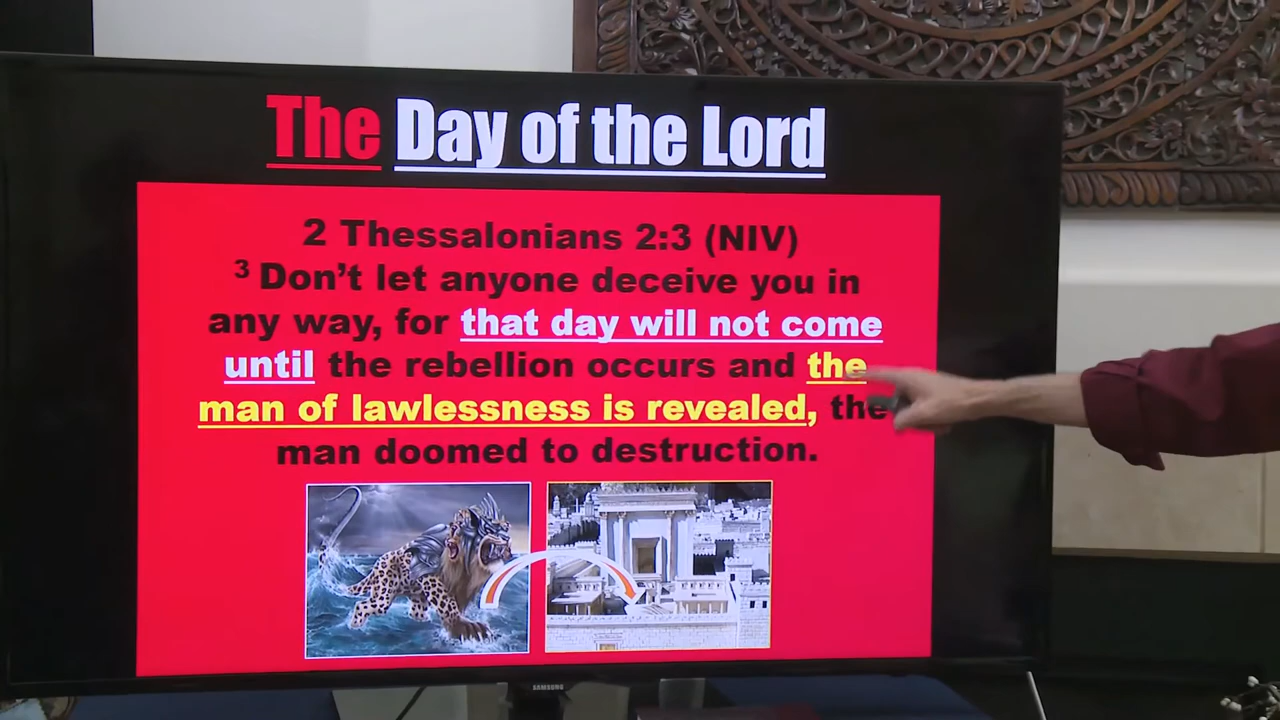 The Day of the Lord
2 Thessalonians 2:3 (NIV)
3 Don't let anyone deceive you in
any way, for that day will not come
until the rebellion occurs and the
man of lawlessness is revealed, the
man doomed to destruction.
SAMSUNG